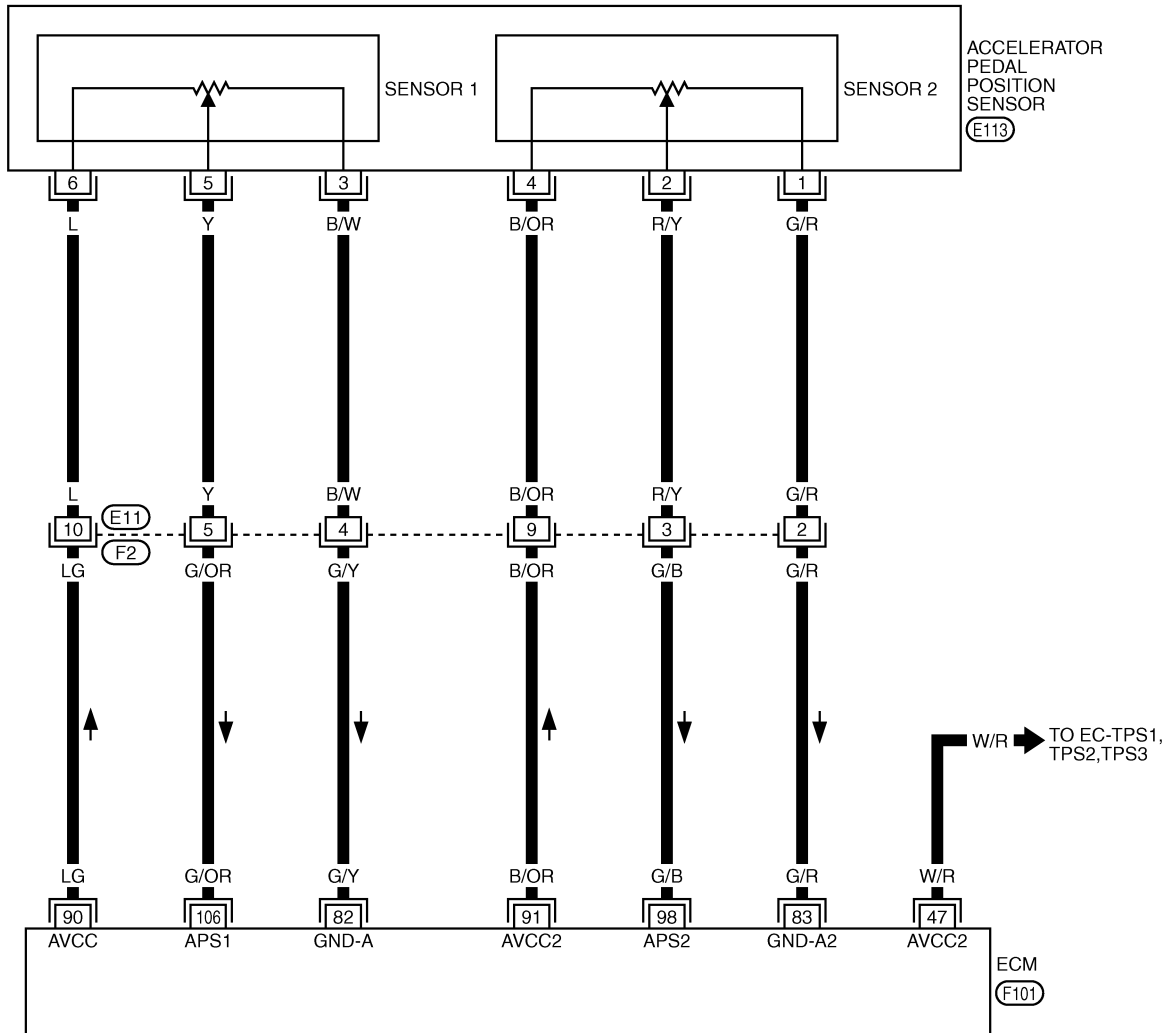 ACCELERATOR
PEDAL
POSITION
SENSOR
E113
SENSOR 1
SENSOR 2
6 5 3 4 2 1
L Y B/W B/OR R/Y G/R
L Y B/W B/OR R/Y G/R
E11
10 5 4 9 3 2
F2
LG G/OR G/Y B/OR G/B G/R
W/R TO EC-TPS1,
TPS2,TPS3
LG G/OR G/Y B/OR G/B G/R W/R
90 106 82 91 98 83 47
AVCC APS1 GND-A AVCC2 APS2 GND-A2 AVCC2
ECM
F101